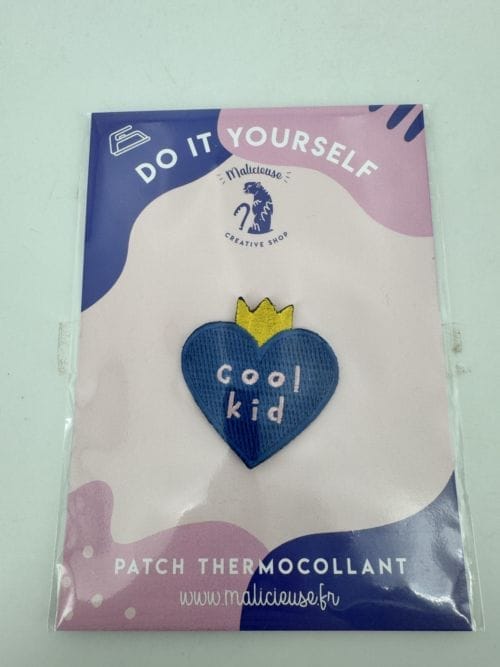 DO IT YOURSELF
Malicieuse
CREATIVE SHOP
cool
kid
PATCH THERMOCOLLANT
www.malicieuse.fr